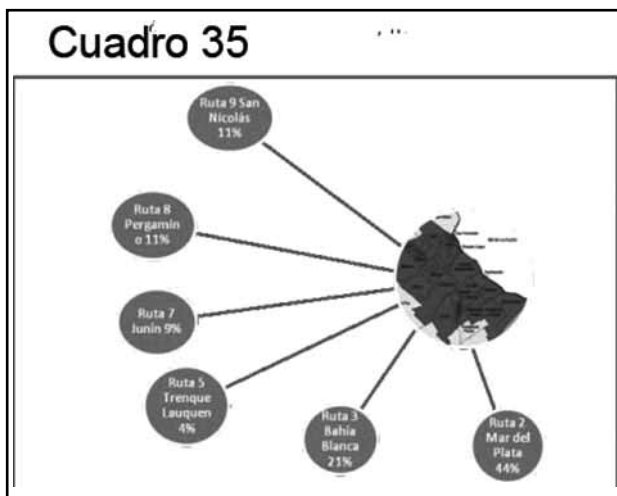 Cuadro 35
Ruta 9 San
Nicolás
11%
Ruta 8
Pergamin
o 11%
Ruta 7
Junín 9%
Ruta 5
Trenque
Lauquen
4%
Ruta 3
Bahía
Blanca
21%
Ruta 2
Mar del
Plata
44%